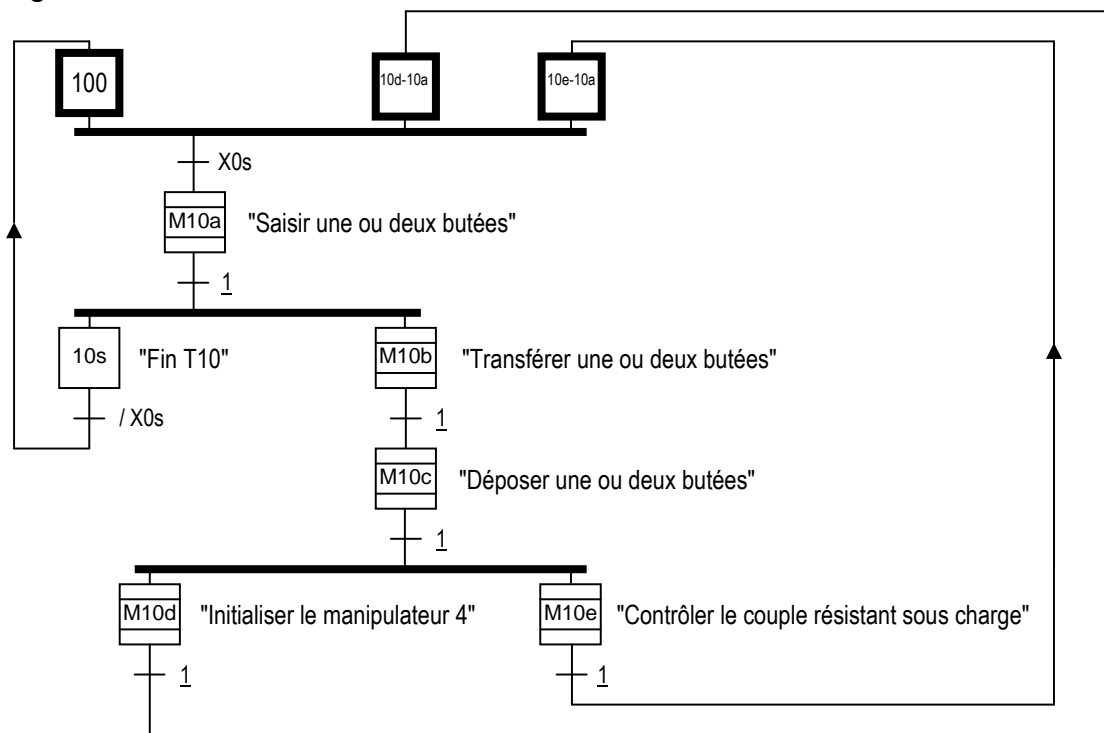 g
100
10d-10a
10e-10a
X0s
M10a "Saisir une ou deux butées"
1
10s "Fin T10"
M10b "Transférer une ou deux butées"
/ X0s
1
M10c "Déposer une ou deux butées"
1
M10d "Initialiser le manipulateur 4"
M10e "Contrôler le couple résistant sous charge"
1
1